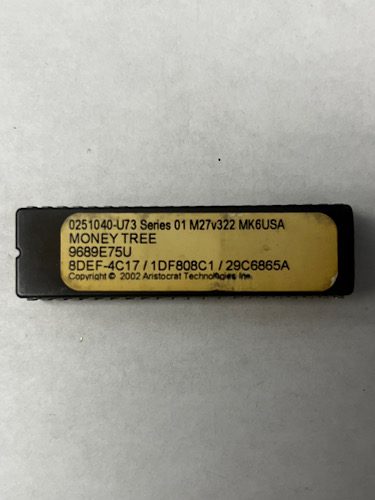 0251040-U73 Series 01 M27v322 MK6USA
MONEY TREE
9689E75U
8DEF-4C17 / 1DF808C1 / 29C6865A
Copyright © 2002 Aristocrat Technologies, Inc.